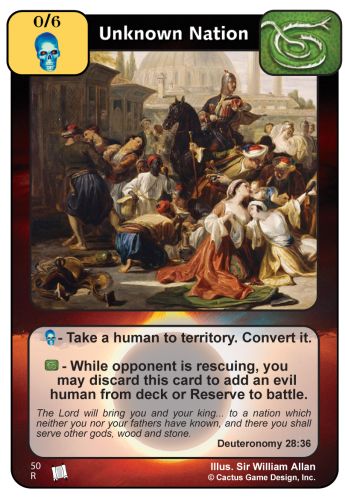 0/6
Unknown Nation
- Take a human to territory. Convert it.
- While opponent is rescuing, you
may discard this card to add an evil
human from deck or Reserve to battle.
The Lord will bring you and your king... to a nation which
neither you nor your fathers have known, and there you shall
serve other gods, wood and stone.
Deuteronomy 28:36
50
R
Illus. Sir William Allan
© Cactus Game Design, Inc.